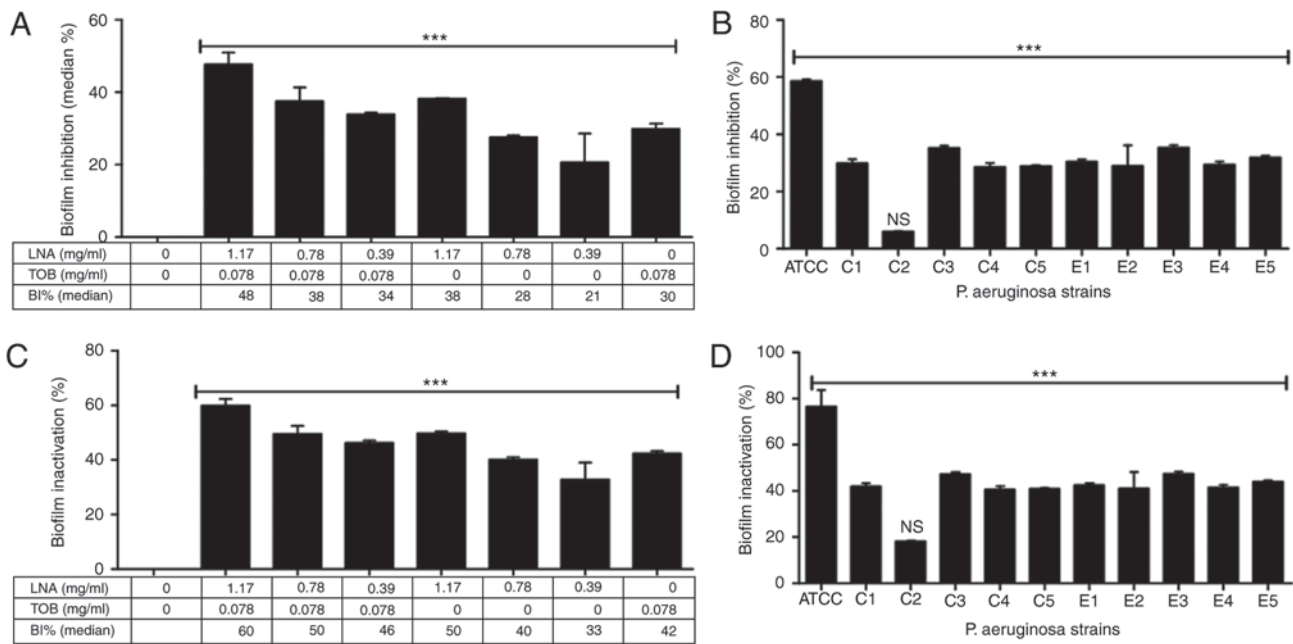 A
Biofilm inhibition (median %)
60
40
20
0
***
LNA (mg/ml) 0 1.17 0.78 0.39 1.17 0.78 0.39 0
TOB (mg/ml) 0 0.078 0.078 0.078 0 0 0 0.078
BI% (median) 48 38 34 38 28 21 30
B
Biofilm inhibition (%)
80
60
40
20
0
***
NS
ATCC C1 C2 C3 C4 C5 E1 E2 E3 E4 E5
P. aeruginosa strains
C
Biofilm inactivation (%)
80
60
40
20
0
***
LNA (mg/ml) 0 1.17 0.78 0.39 1.17 0.78 0.39 0
TOB (mg/ml) 0 0.078 0.078 0.078 0 0 0 0.078
BI% (median) 60 50 46 50 40 33 42
D
Biofilm inactivation (%)
100
80
60
40
20
0
***
NS
ATCC C1 C2 C3 C4 C5 E1 E2 E3 E4 E5
P. aeruginosa strains